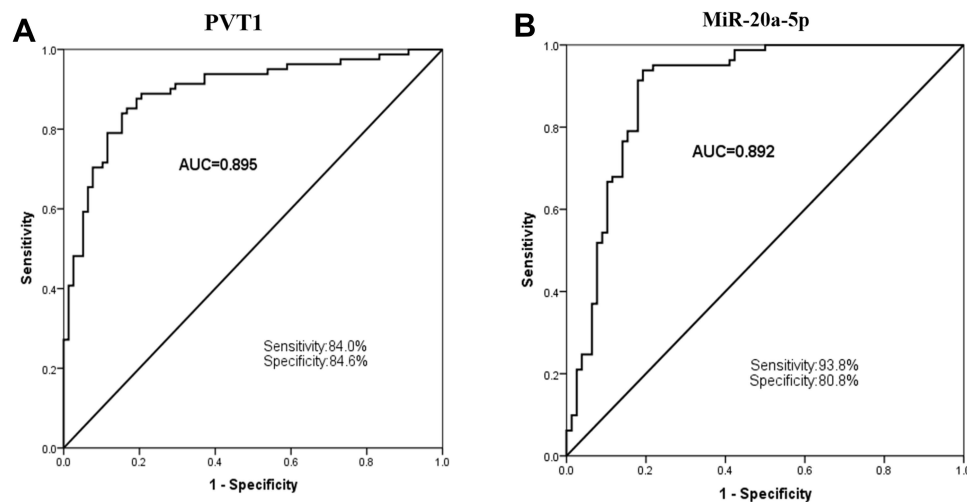 A
PVT1
1.0
0.8
0.6
0.4
0.2
0.0
Sensitivity
AUC=0.895
Sensitivity:84.0%
Specificity:84.6%
0.0 0.2 0.4 0.6 0.8 1.0
1 - Specificity
B
MiR-20a-5p
1.0
0.8
0.6
0.4
0.2
0.0
Sensitivity
AUC=0.892
Sensitivity:93.8%
Specificity:80.8%
0.0 0.2 0.4 0.6 0.8 1.0
1 - Specificity